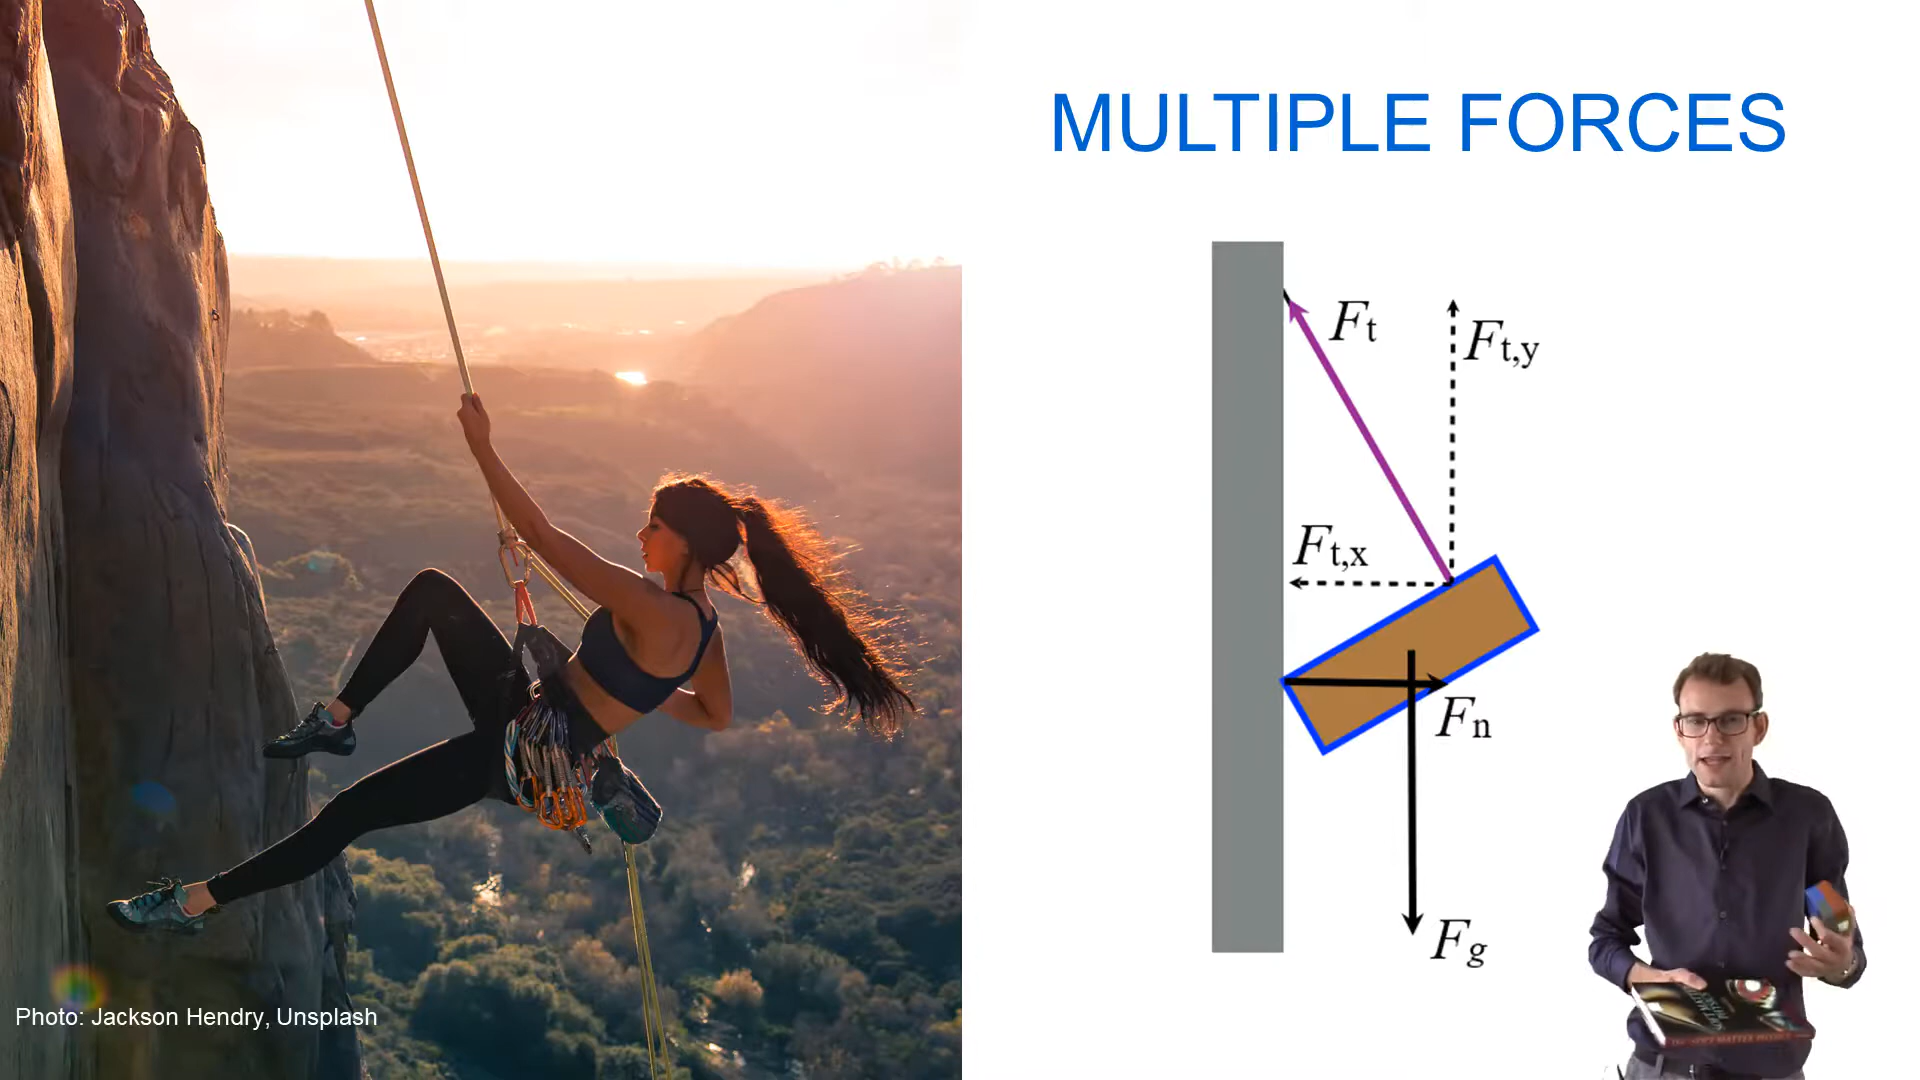 MULTIPLE FORCES
Ft
Ft,y
Ft,x
Fn
Fg
Photo: Jackson Hendry, Unsplash